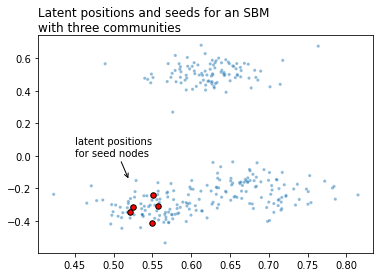 Latent positions and seeds for an SBM
with three communities
0.6
0.4
0.2
0.0
−0.2
−0.4
latent positions
for seed nodes
0.45 0.50 0.55 0.60 0.65 0.70 0.75 0.80